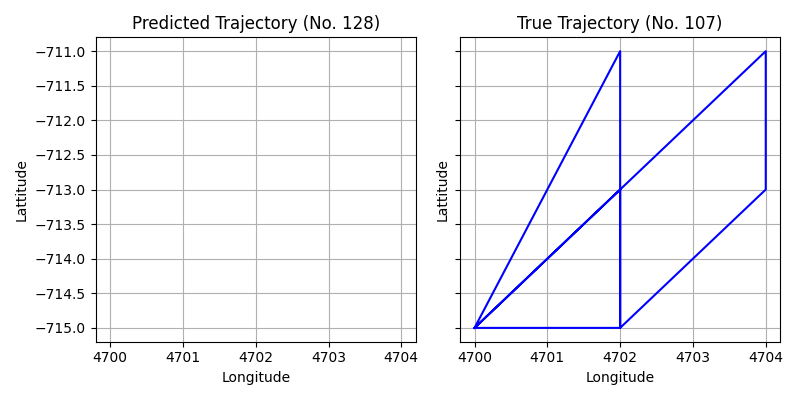 Predicted Trajectory (No. 128)
True Trajectory (No. 107)
Lattitude
−711.0
−711.5
−712.0
−712.5
−713.0
−713.5
−714.0
−714.5
−715.0
4700 4701 4702 4703 4704
Longitude
Lattitude
4700 4701 4702 4703 4704
Longitude